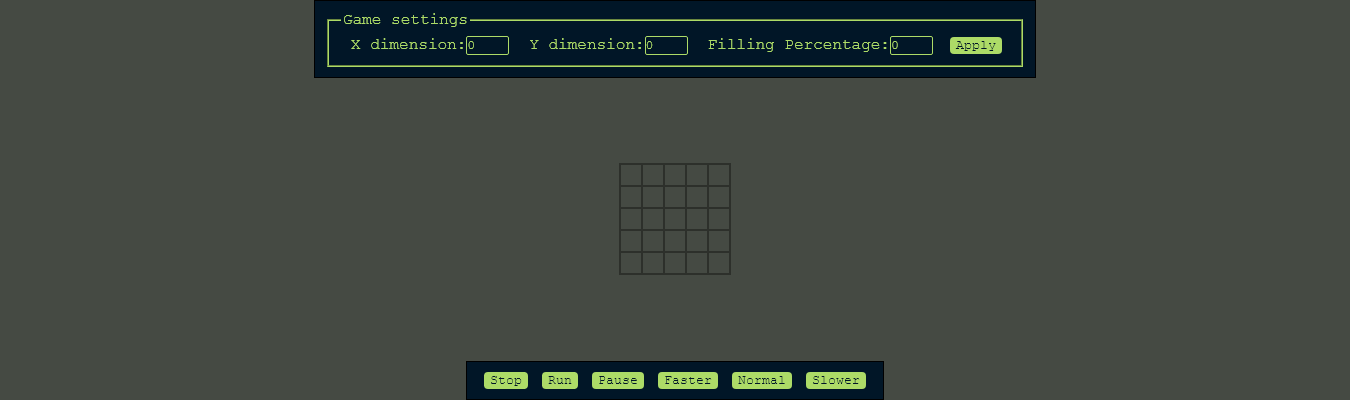 Game settings
X dimension:0 Y dimension:0 Filling Percentage:0 Apply
Stop Run Pause Faster Normal Slower